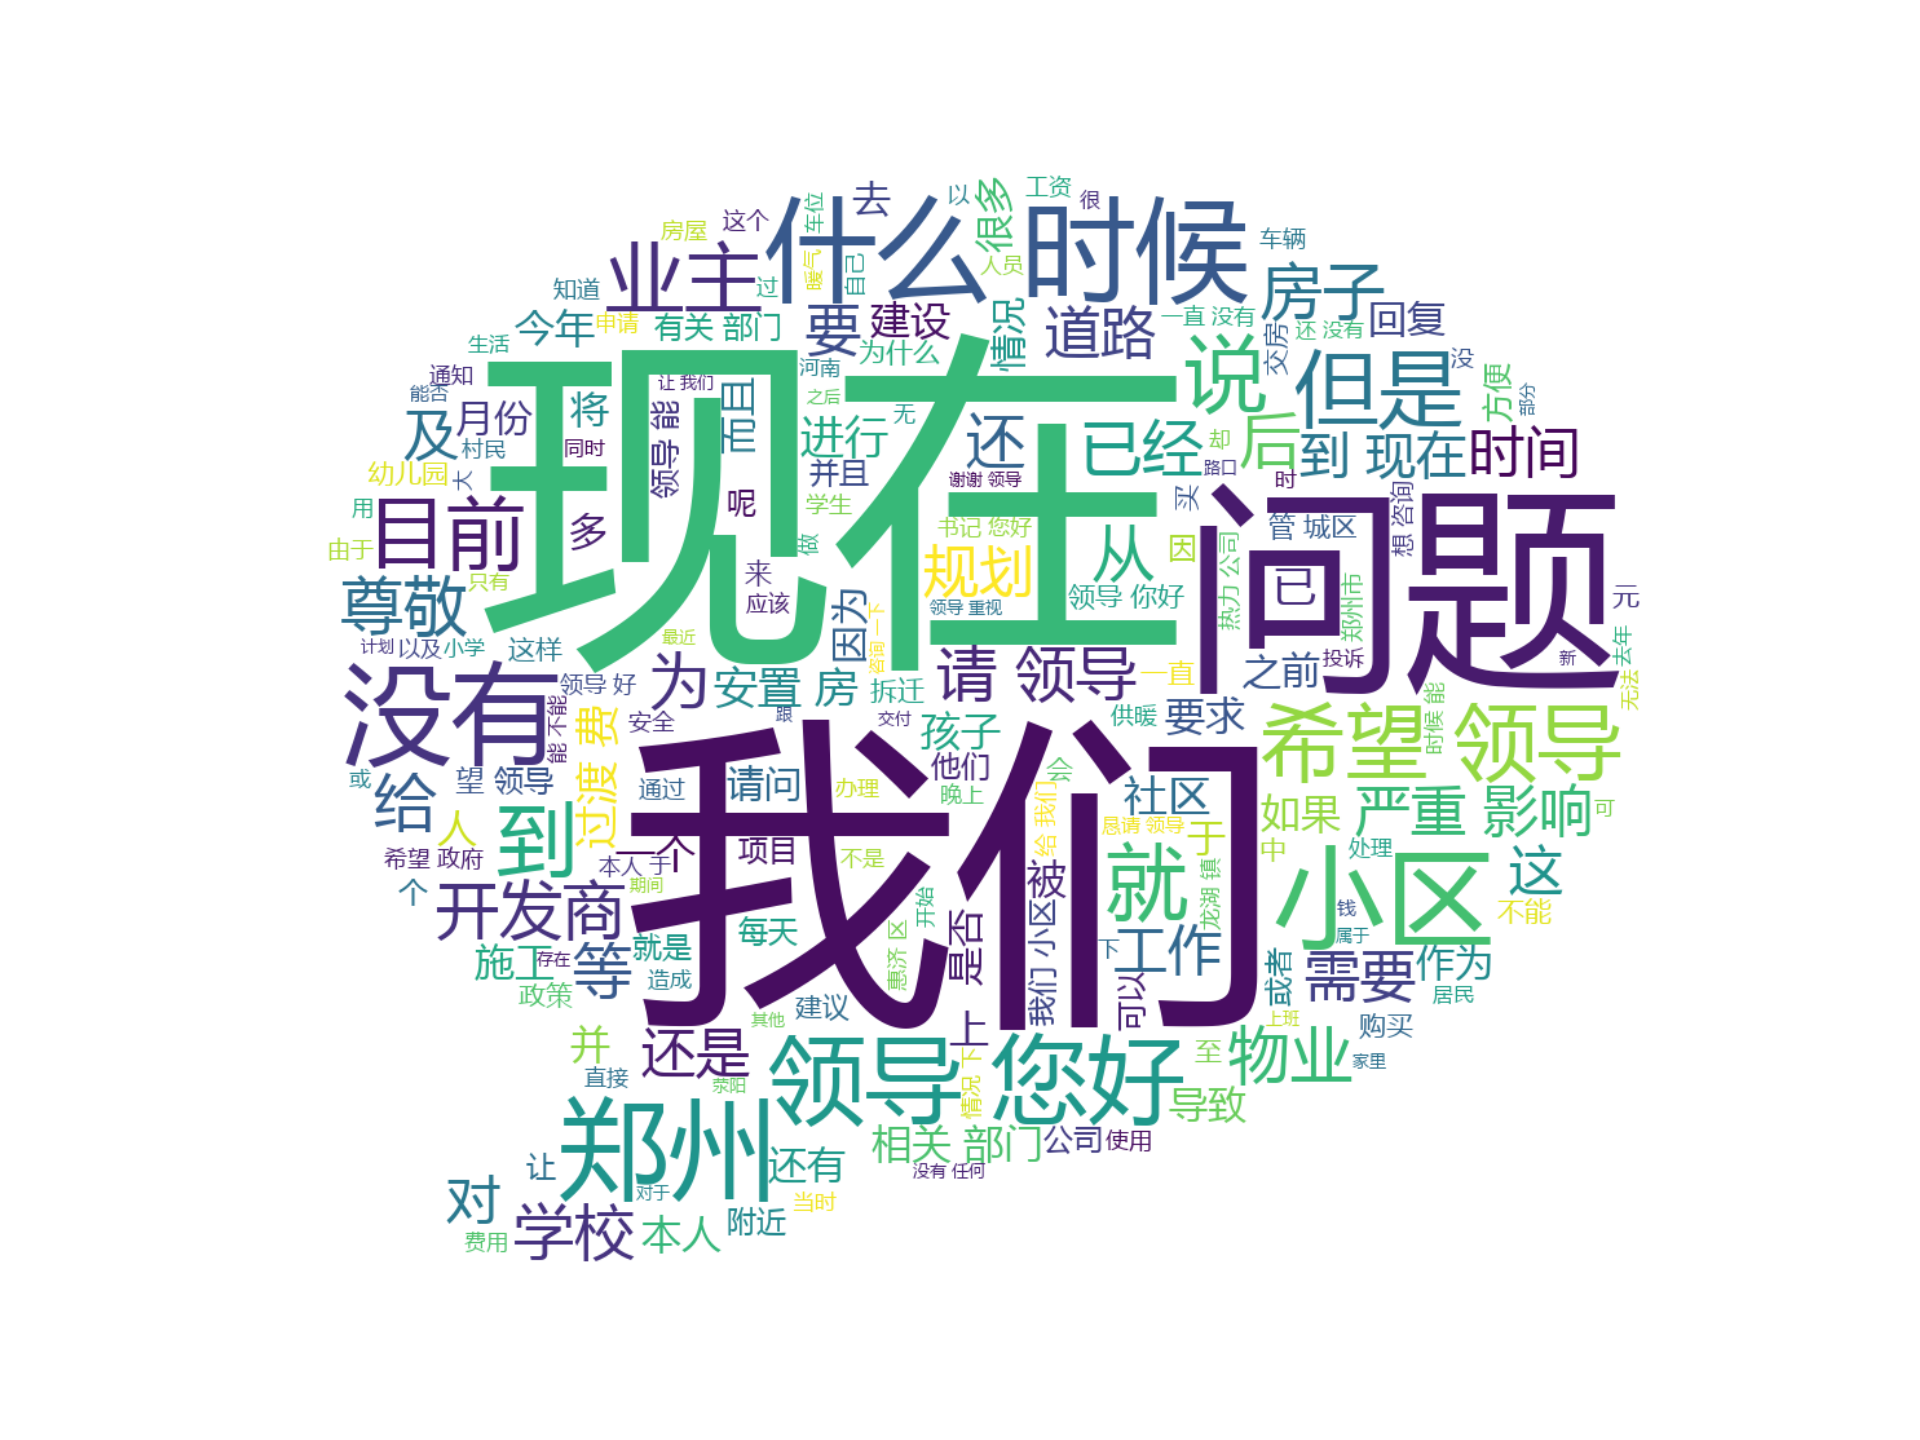 工资
很
以
去
很多
车位
这个
房屋
业主
什么 时候
车辆
人员
暖气
自己
过
知道
房子
回复
今年
申请
有关 部门
要
建设
情况
道路
一直 没有
还 没有
交房
没
生活
为什么
说
但是
方便
通知
让 我们
河南
能否
之后
部分
月份
将
领导 能
而且
无
及
进行
还
已经
却
后
到 现在
时间
村民
同时
并且
路口
幼儿园
大
谢谢 领导
时
现在
目前
多
呢
学生
买
想 咨询
用
书记 您好
管 城区
问题
由于
做
规划
从
因
热力 公司
只有
来
尊敬
应该
领导 重视
领导 你好
已
郑州市
元
因为
咨询 一下
最近
计划
以及
小学
这样
去年
之前
投诉
新
没有
领导 好
为
安置 房
拆迁
请 领导
一直
无法
能 不能
安全
跟
交付
孩子
供暖
要求
希望 领导
时候 能
过渡 费
或
望 领导
他们
给
通过
请问
办理
晚上
会
社区
如果
严重 影响
可
人
到
给 我们
恳请 领导
于
希望 政府
本人 于
一个
项目
不是
我们
中
处理
个
期间
被
就
龙湖 镇
小区
这
开发商
开始
钱
不能
施工
存在
等
就是
每天
惠济 区
是否
我们 小区
下
工作
属于
政策
造成
可以
或者
需要
作为
居民
建议
其他
上
上班
购买
并
还是
领导 您好
至
物业
家里
直接
荥阳
情况 下
导致
郑州
还有
相关 部门
公司
使用
让
没有 任何
对
对于
当时
费用
学校
本人
附近